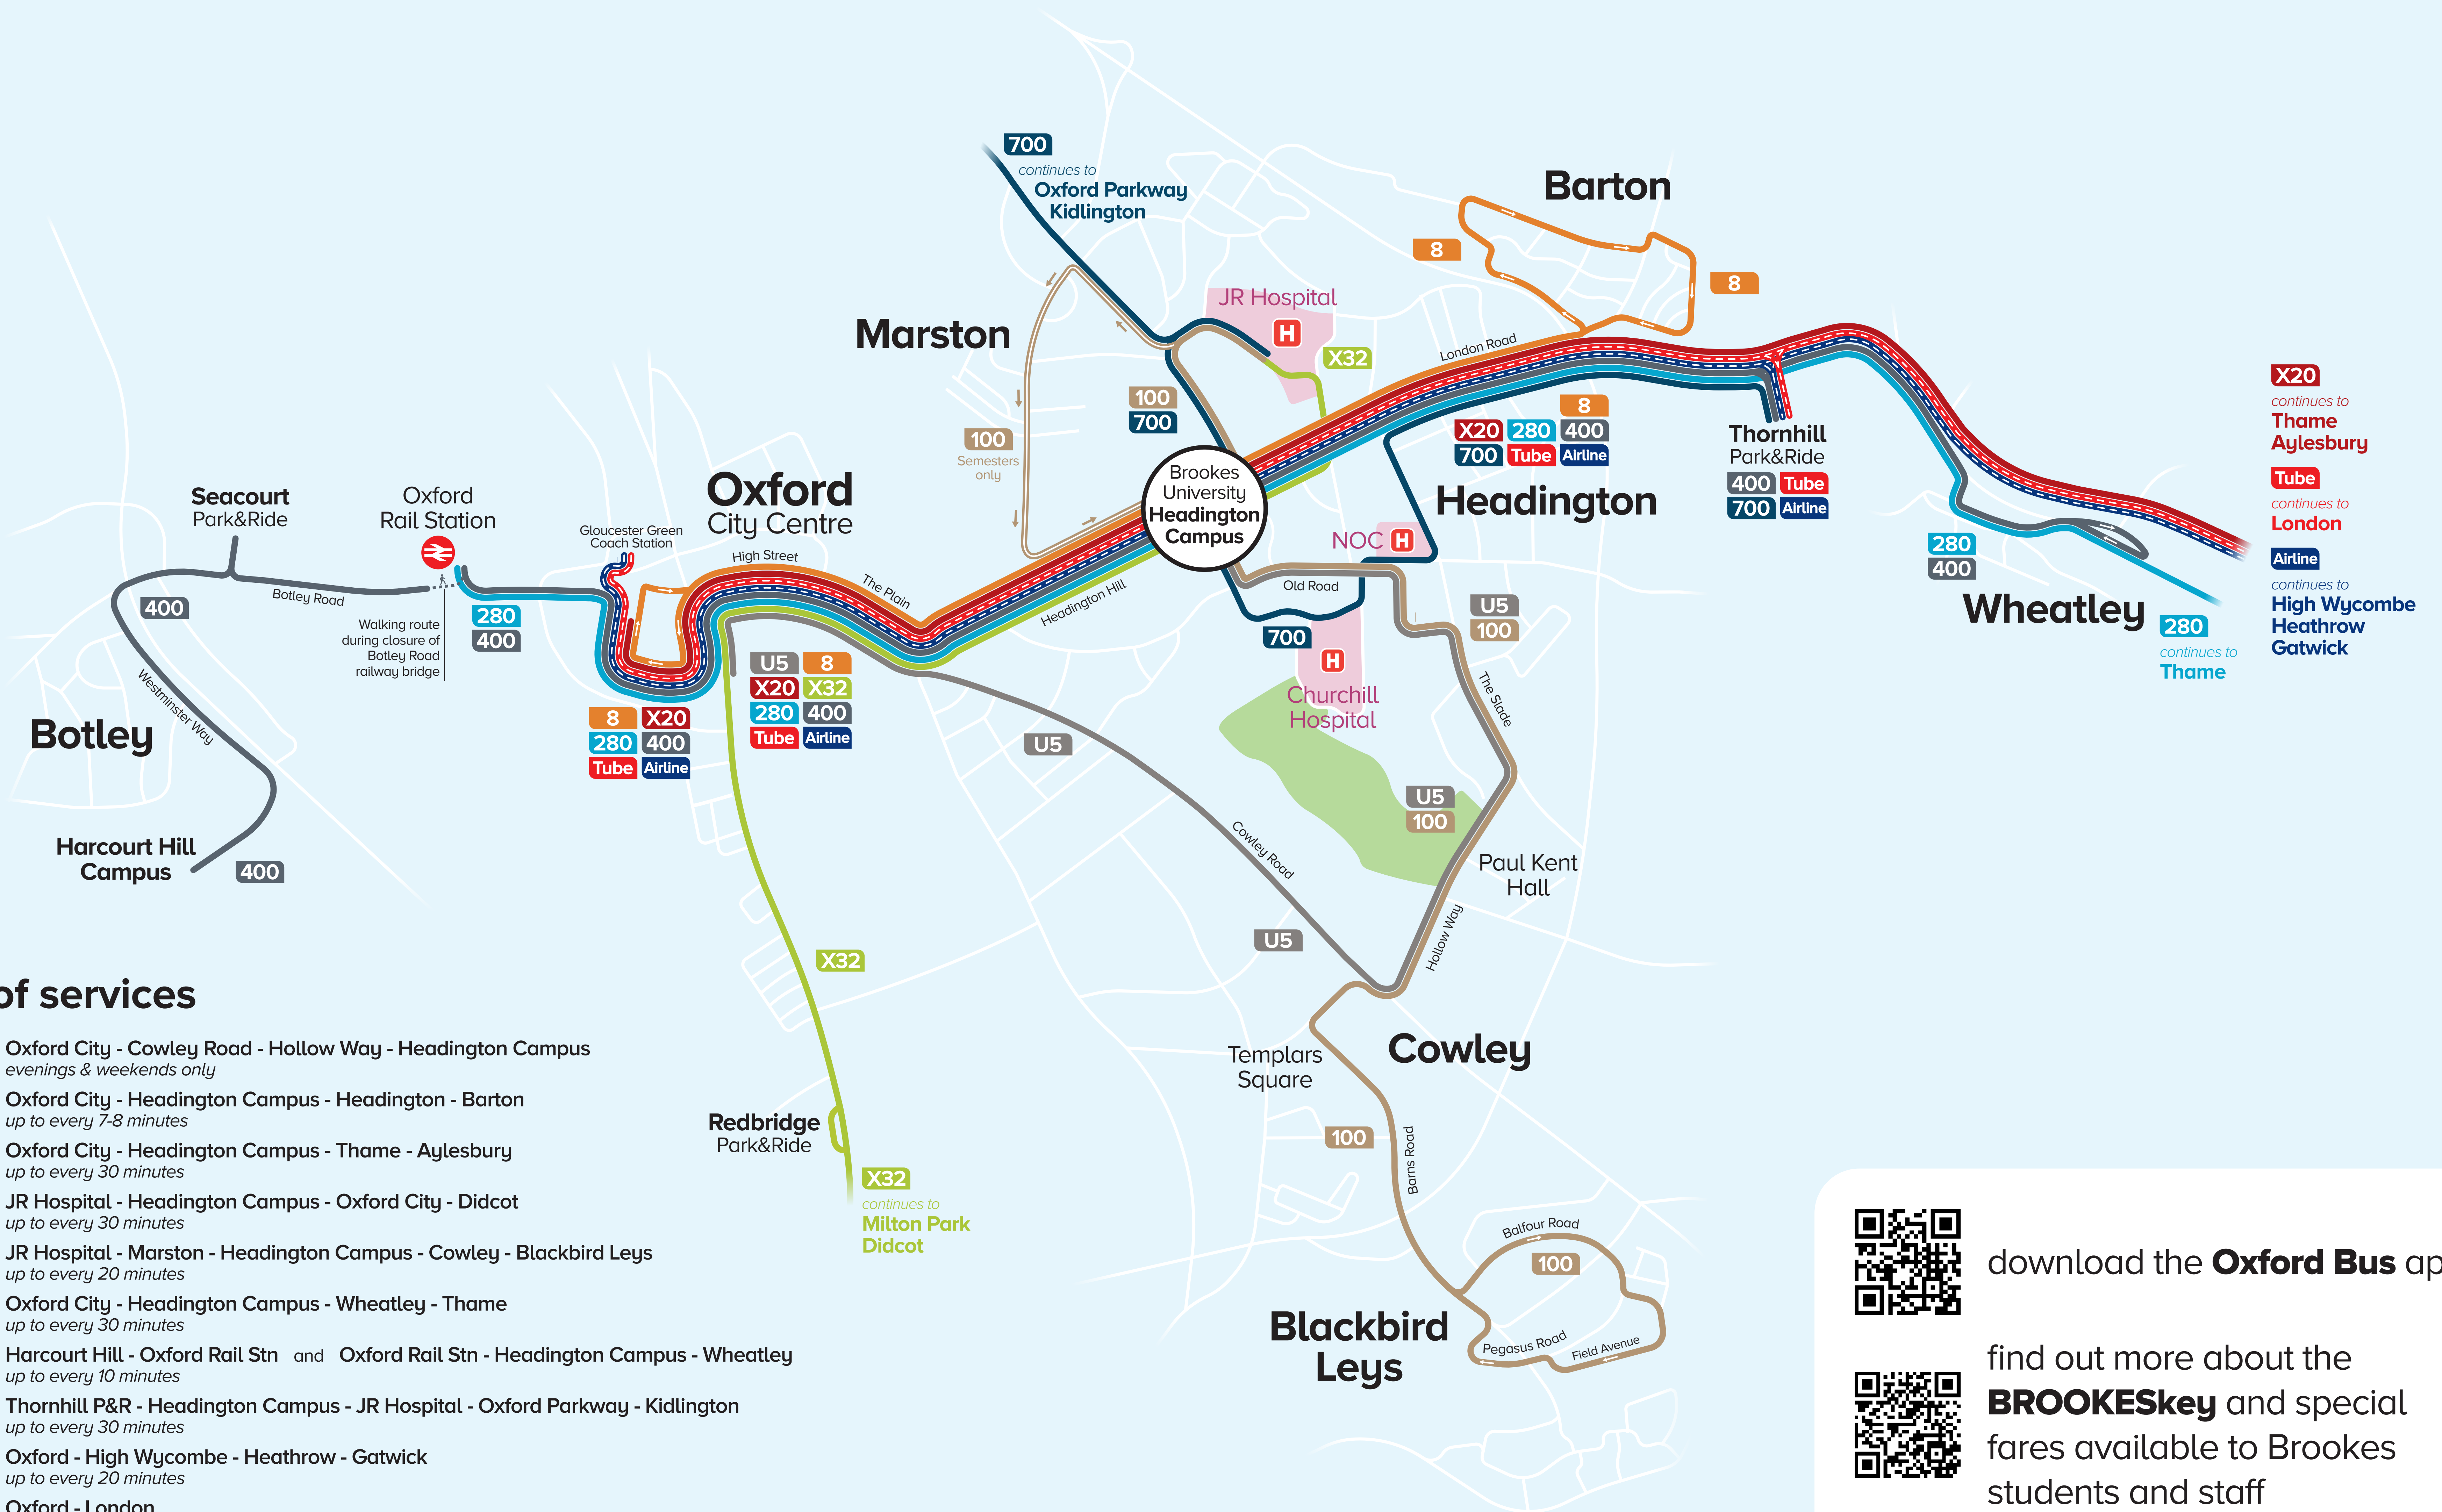 700
continues to
Oxford Parkway
Kidlington
Barton
8
8
JR Hospital
H
X32
Marston
London Road
100
700
100
Semesters
only
8
X20 280 400
700 Tube Airline
Headington
Thornhill
Park&Ride
400 Tube
700 Airline
X20
continues to
Thame
Aylesbury
Tube
continues to
London
Airline
continues to
High Wycombe
Heathrow
Gatwick
Brookes
University
Headington
Campus
Seacourt
Park&Ride
Oxford
Rail Station
Gloucester Green
Coach Station
Oxford
City Centre
High Street
The Plain
Headington Hill
NOC H
Old Road
U5
100
700
H
Churchill
Hospital
The Slade
280
400
Wheatley
280
continues to
Thame
400
Botley Road
Walking route
during closure of
Botley Road
railway bridge
280
400
Westminster Way
Botley
Harcourt Hill
Campus
400
8 X20
280 400
Tube Airline
U5 8
X20 X32
280 400
Tube Airline
U5
Cowley Road
U5
U5
100
Paul Kent
Hall
Hollow Way
X32
Cowley
Templars
Square
100
Barns Road
Redbridge
Park&Ride
X32
continues to
Milton Park
Didcot
Balfour Road
100
Pegasus Road
Field Avenue
Blackbird
Leys
of services
Oxford City - Cowley Road - Hollow Way - Headington Campus
evenings & weekends only
Oxford City - Headington Campus - Headington - Barton
up to every 7-8 minutes
Oxford City - Headington Campus - Thame - Aylesbury
up to every 30 minutes
JR Hospital - Headington Campus - Oxford City - Didcot
up to every 30 minutes
JR Hospital - Marston - Headington Campus - Cowley - Blackbird Leys
up to every 20 minutes
Oxford City - Headington Campus - Wheatley - Thame
up to every 30 minutes
Harcourt Hill - Oxford Rail Stn and Oxford Rail Stn - Headington Campus - Wheatley
up to every 10 minutes
Thornhill P&R - Headington Campus - JR Hospital - Oxford Parkway - Kidlington
up to every 30 minutes
Oxford - High Wycombe - Heathrow - Gatwick
up to every 20 minutes
Oxford - London
download the Oxford Bus ap
find out more about the
BROOKESkey and special
fares available to Brookes
students and staff